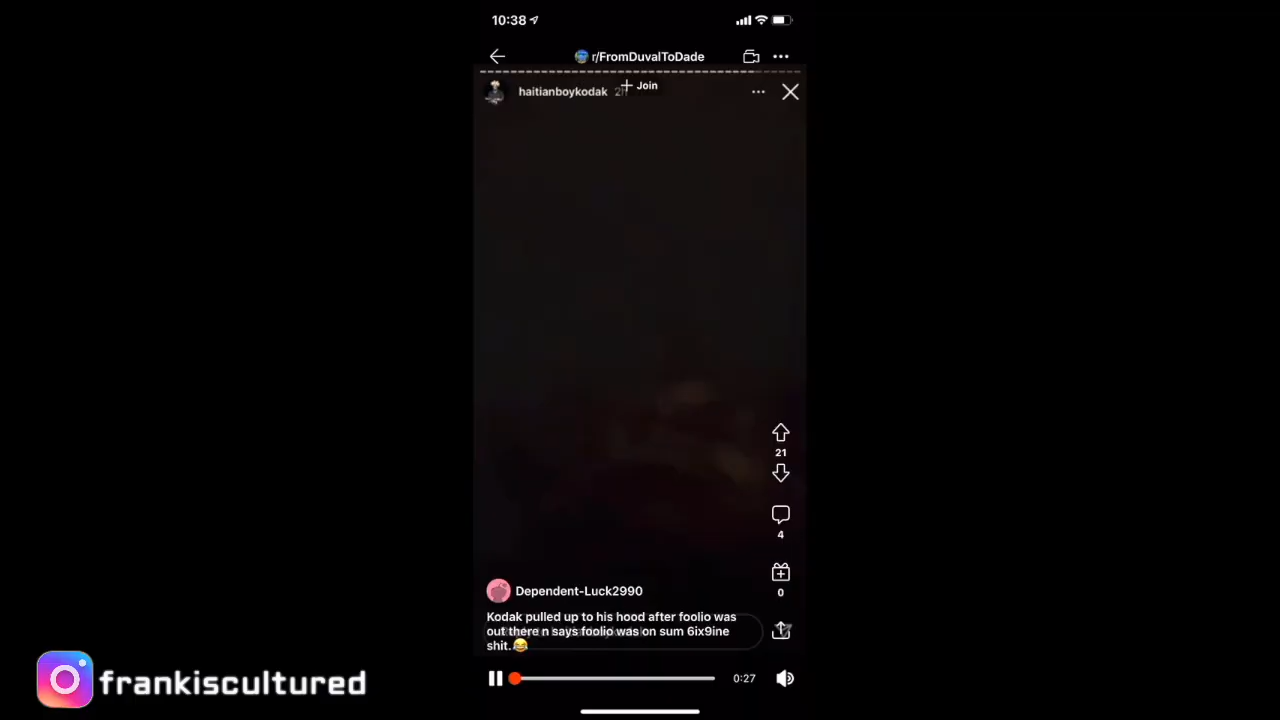 10:38
r/FromDuvalToDade
haitianboykodak
Join
21
4
0
Dependent-Luck2990
Kodak pulled up to his hood after foolio was
out there n says foolio was on sum 6ix9ine
shit.😂
0:27
frankiscultured